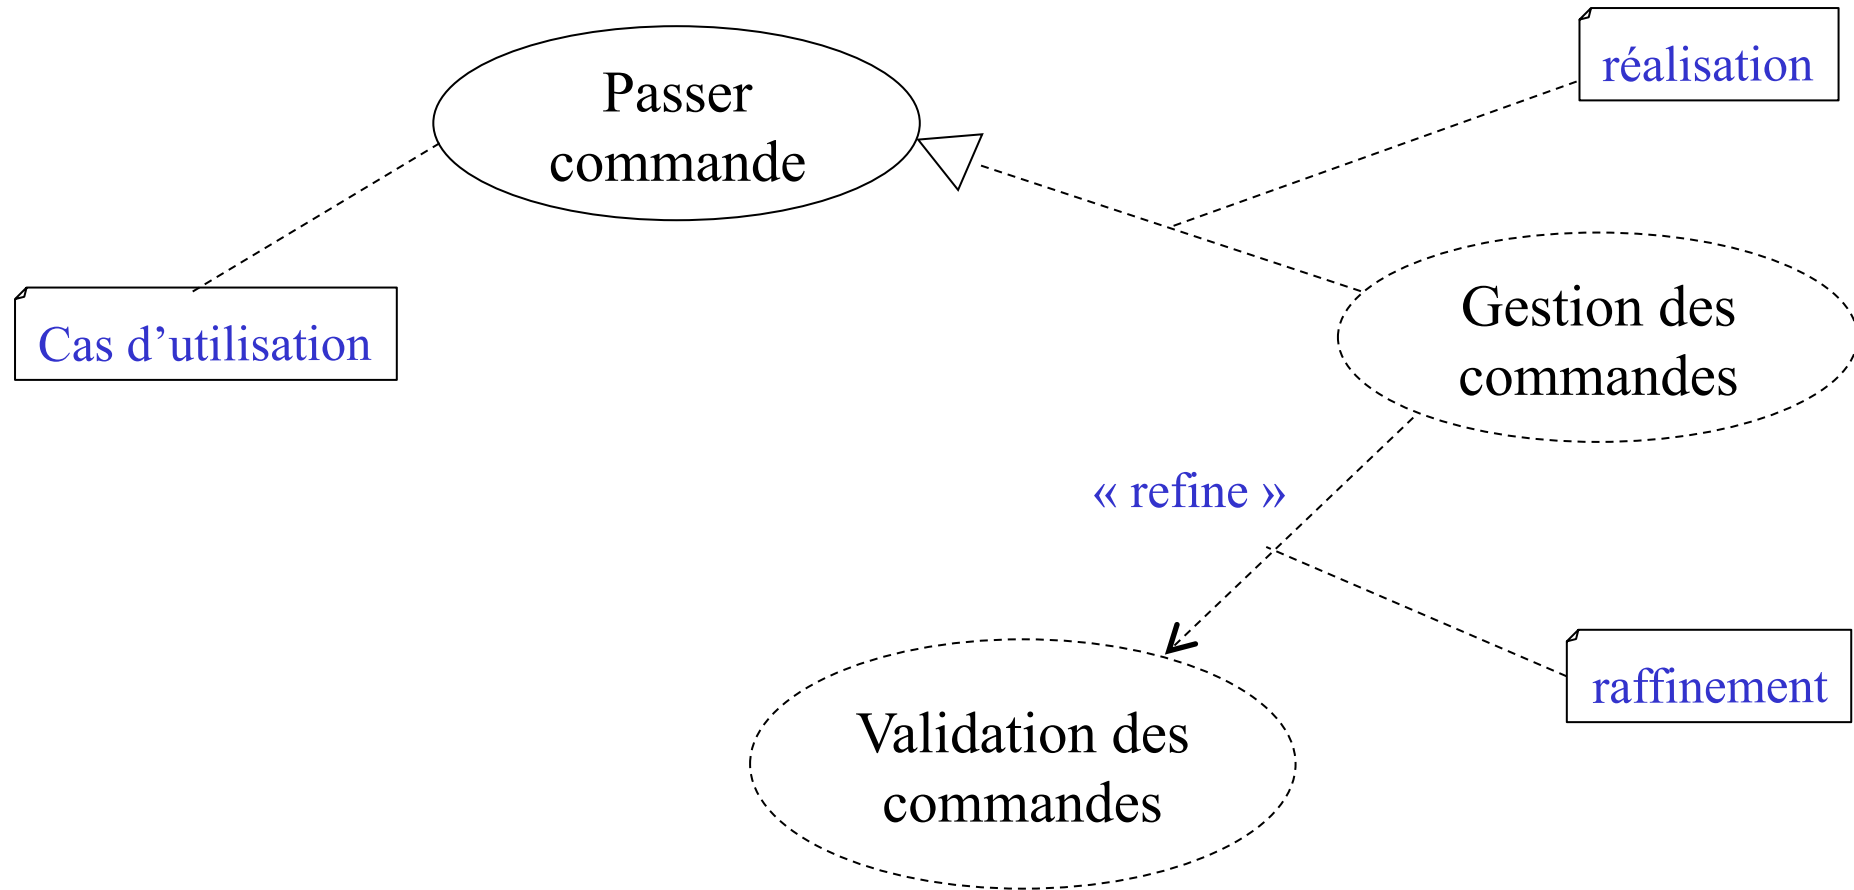 Passer
commande
réalisation
Cas d’utilisation
Gestion des
commandes
« refine »
raffinement
Validation des
commandes